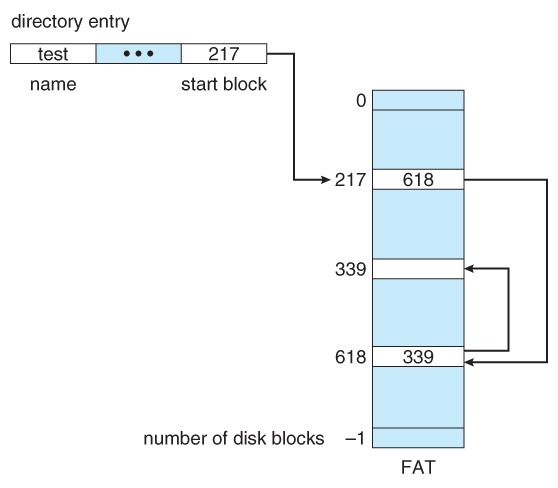 directory entry
test ••• 217
name start block
0
217 618
339
618 339
number of disk blocks –1
FAT